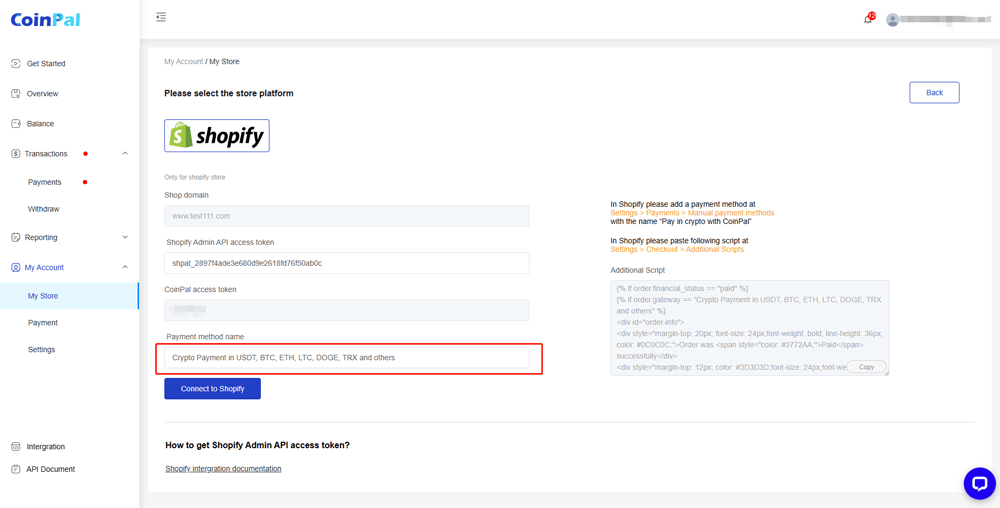 CoinPal
12
Get Started
Overview
Balance
Transactions
Payments
Withdraw
Reporting
My Account
My Store
Payment
Settings
Intergration
API Document
My Account / My Store
Please select the store platform
Back
shopify
Only for shopify store
Shop domain
www.test111.com
Shopify Admin API access token
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
CoinPal access token
Payment method name
Crypto Payment in USDT, BTC, ETH, LTC, DOGE, TRX and others
Connect to Shopify
In Shopify please add a payment method at
Settings > Payments > Manual payment methods
with the name "Pay in crypto with CoinPal"
In Shopify please paste following script at
Settings > Checkout > Additional Scripts
Additional Script
{% if order.financial_status == "paid" %}
{% if order.gateway == "Crypto Payment in USDT, BTC, ETH, LTC, DOGE, TRX
and others" %}
<div id="order-info">
<div style="margin-top: 20px; font-size: 24px;font-weight: bold; line-height: 36px;
color: #0C0C0C;">Order was <span style="color: #3772AA;">Paid</span>
successfully</div>
<div style="margin-top: 12px; color: #3D3D3D;font-size: 24px;font-we
Copy
How to get Shopify Admin API access token?
Shopify intergration documentation